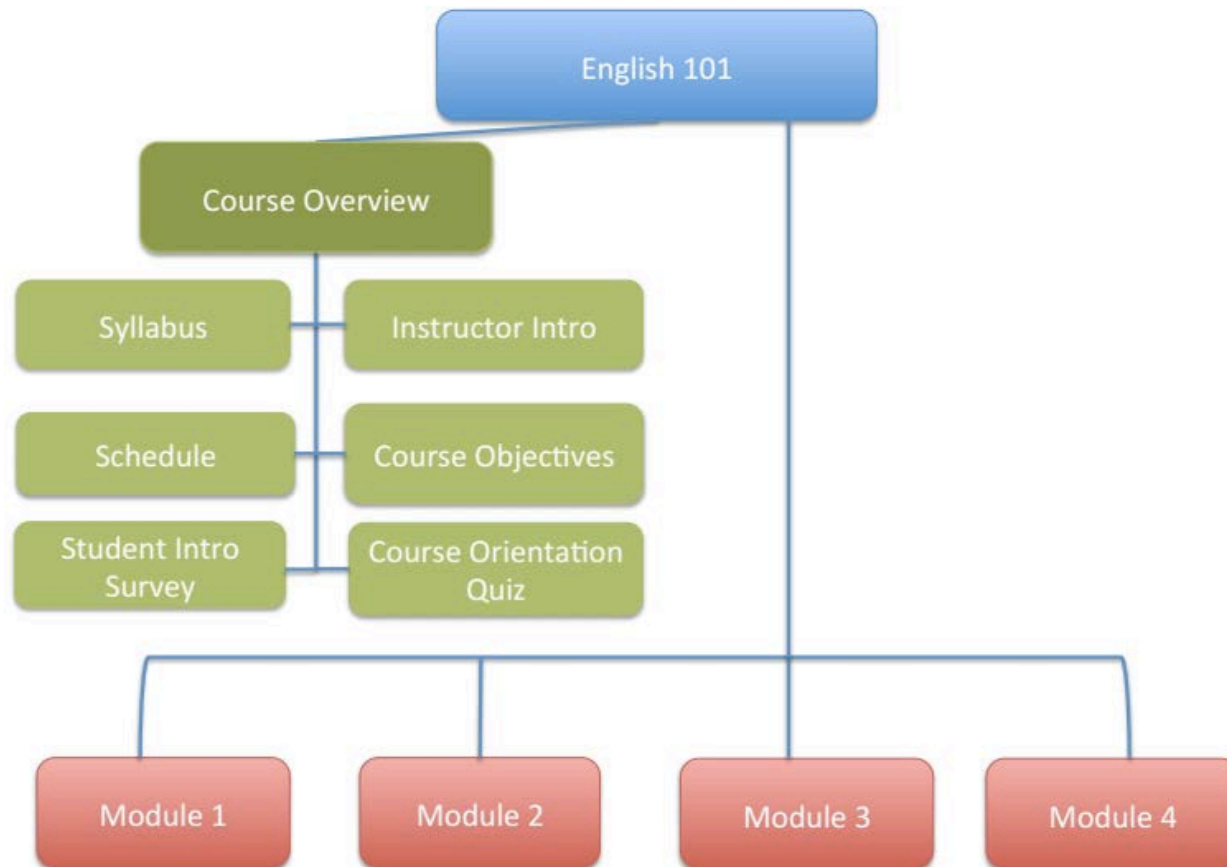 English 101
Course Overview
Syllabus
Instructor Intro
Schedule
Course Objectives
Student Intro
Survey
Course Orientation
Quiz
Module 1
Module 2
Module 3
Module 4